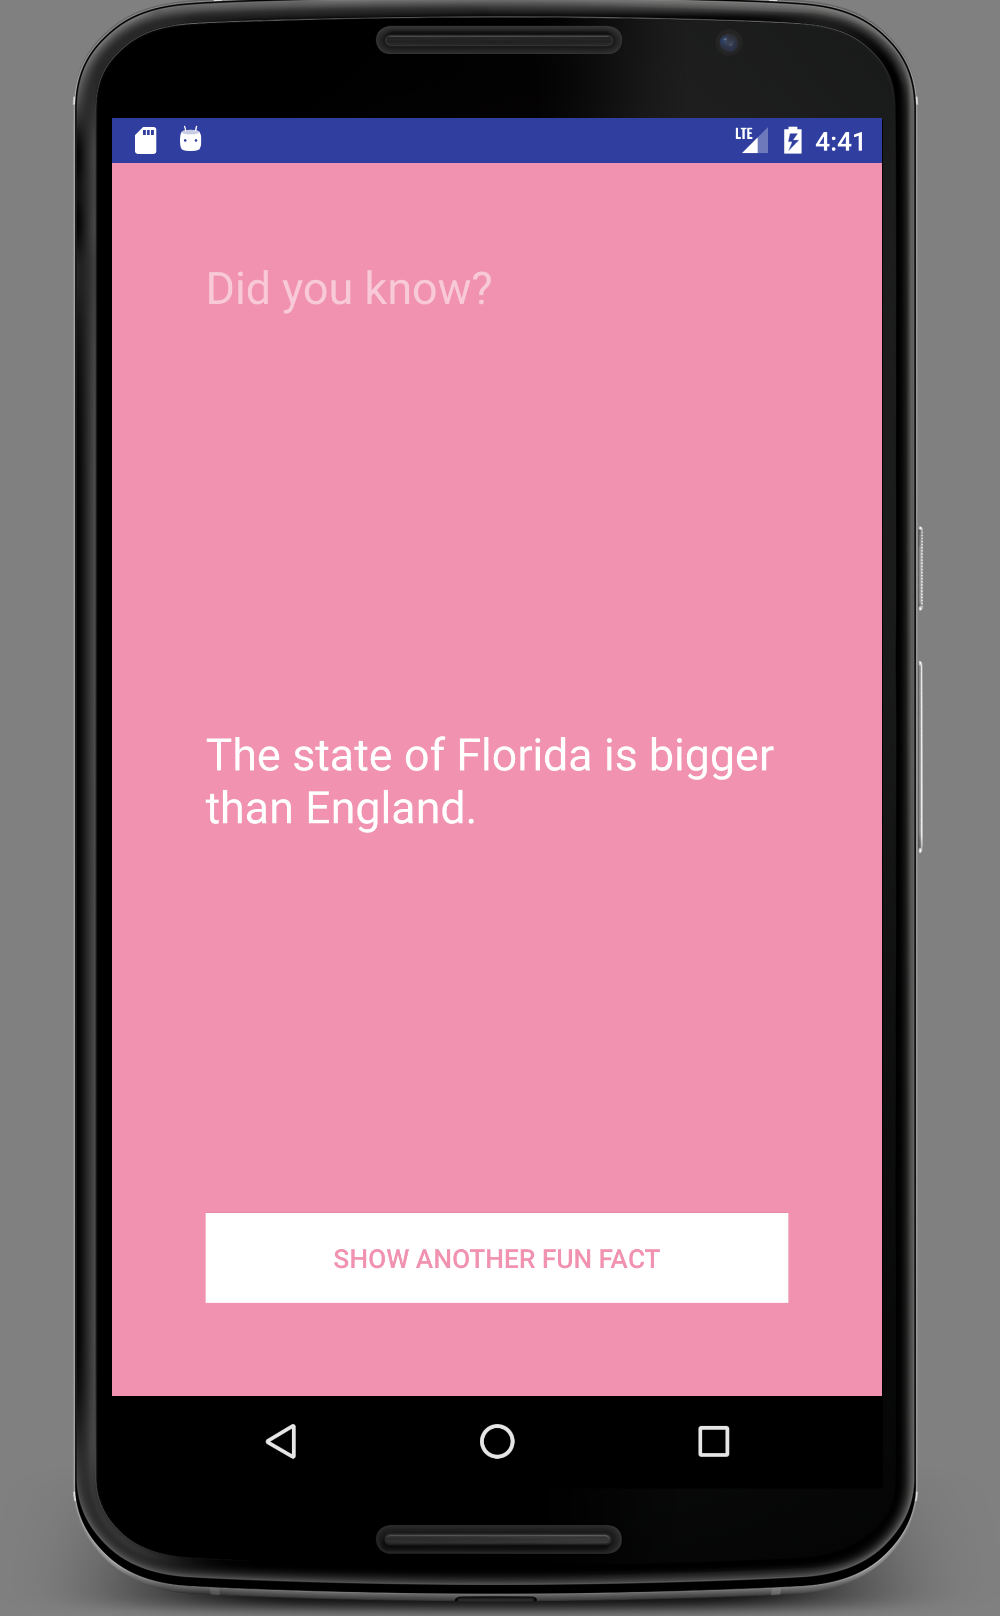 LTE 4:41
Did you know?
The state of Florida is bigger
than England.
SHOW ANOTHER FUN FACT